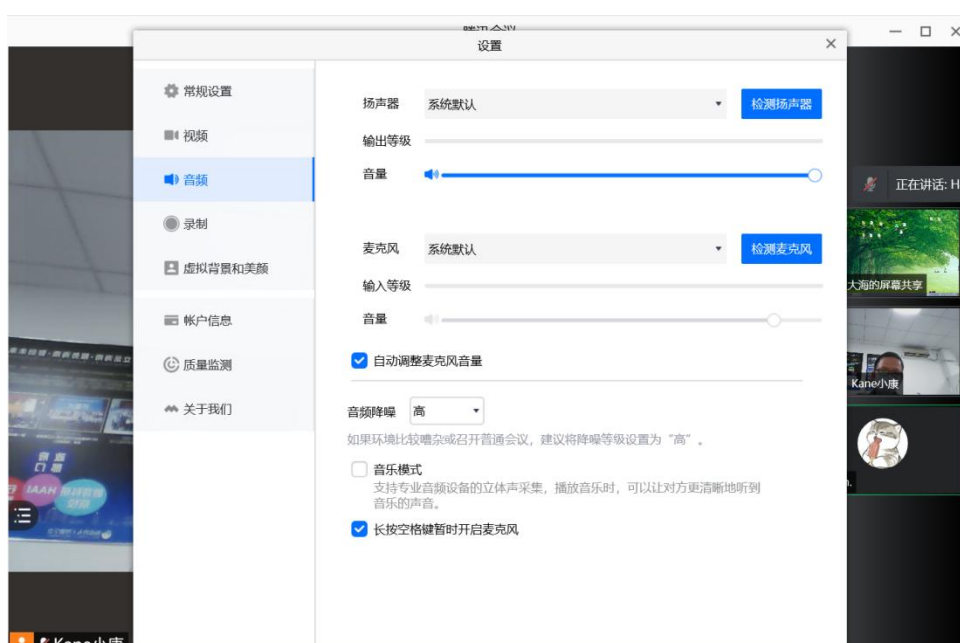 腾讯会议
设置
常规设置
视频
音频
录制
虚拟背景和美颜
帐户信息
质量监测
关于我们
扬声器 系统默认 检测扬声器
输出等级
音量
麦克风 系统默认 检测麦克风
输入等级
音量
自动调整麦克风音量
音频降噪 高
如果环境比较嘈杂或召开普通会议，建议将降噪等级设置为“高”。
音乐模式
支持专业音频设备的立体声采集，播放音乐时，可以让对方更清晰地听到
音乐的声音。
长按空格键暂时开启麦克风
正在讲话: H
大海的屏幕共享
Kane小康
Kane小康